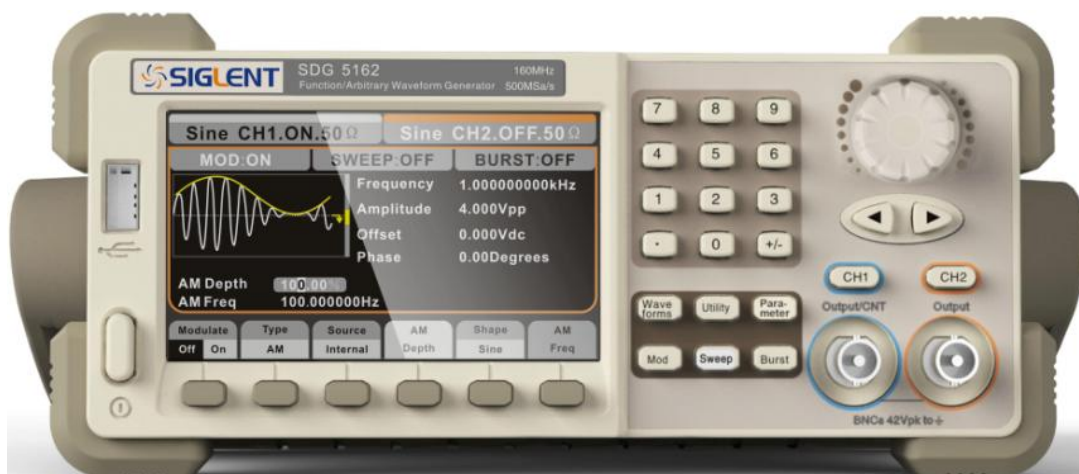 SIGLENT SDG 5162 160MHz
Function/Arbitrary Waveform Generator 500MSa/s
Sine CH1.ON.50Ω Sine CH2.OFF.50Ω
MOD:ON SWEEP:OFF BURST:OFF
Frequency 1.000000000kHz
Amplitude 4.000Vpp
Offset 0.000Vdc
Phase 0.00Degrees
AM Depth 100.00%
AM Freq 100.000000Hz
Modulate Type Source AM Shape AM
Off On AM Internal Depth Sine Freq
7 8 9
4 5 6
1 2 3
· 0 +/-
Wave
forms Utility Para-
meter
Mod Sweep Burst
CH1 CH2
Output/CNT Output
BNCs 42Vpk to ⏚